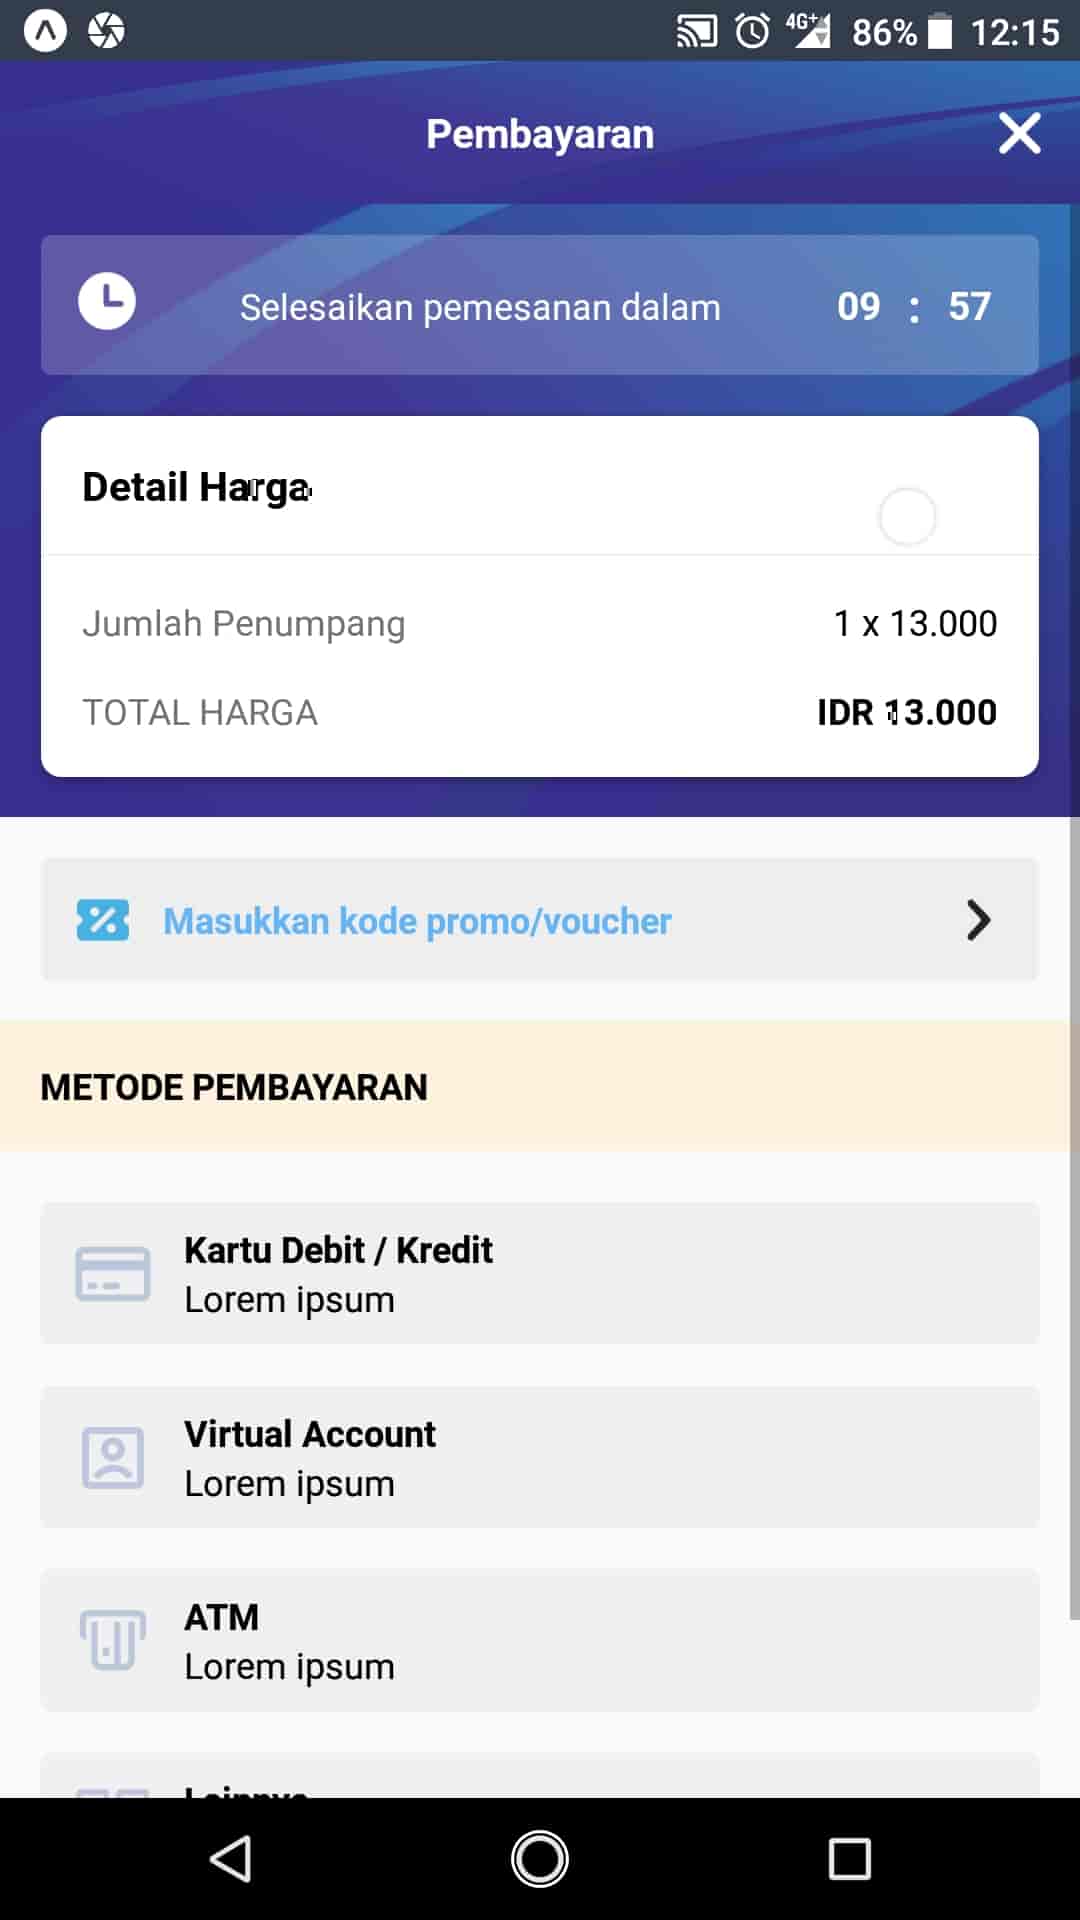 4G+ 86% 12:15
Pembayaran
Selesaikan pemesanan dalam 09 : 57
Detail Harga
Jumlah Penumpang 1 x 13.000
TOTAL HARGA IDR 13.000
Masukkan kode promo/voucher
METODE PEMBAYARAN
Kartu Debit / Kredit
Lorem ipsum
Virtual Account
Lorem ipsum
ATM
Lorem ipsum
Lainnya